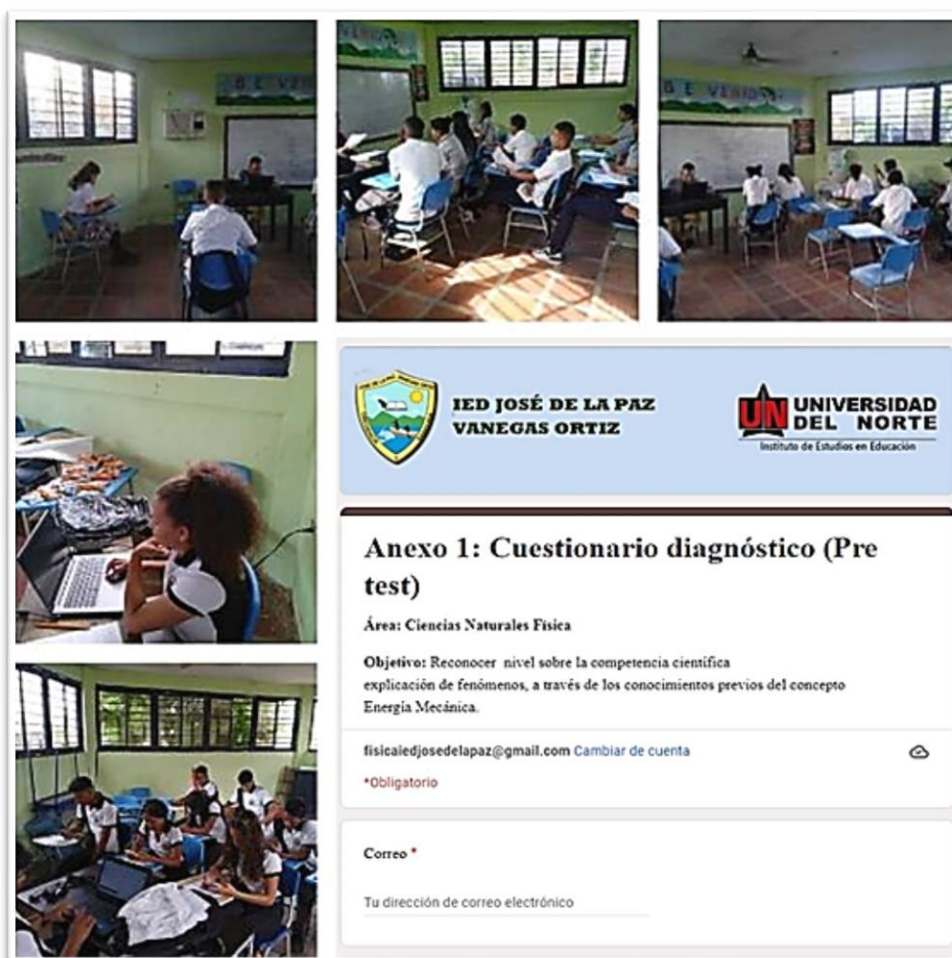 IED JOSÉ DE LA PAZ
VANEGAS ORTIZ
UN UNIVERSIDAD
DEL NORTE
Instituto de Estudios en Educación
Anexo 1: Cuestionario diagnóstico (Pre
test)
Área: Ciencias Naturales Física
Objetivo: Reconocer nivel sobre la competencia científica
explicación de fenómenos, a través de los conocimientos previos del concepto
Energía Mecánica.
fisicaiedjosedelapaz@gmail.com Cambiar de cuenta
*Obligatorio
Correo *
Tu dirección de correo electrónico